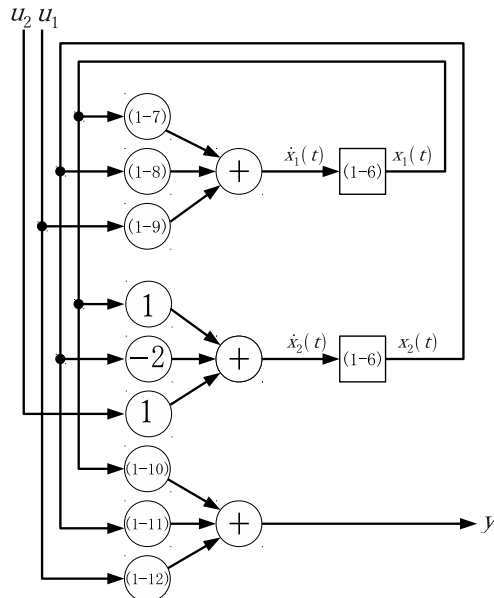 u₂ u₁
(1-7)
(1-8) + ẋ₁(t) (1-6) x₁(t)
(1-9)
1
-2 + ẋ₂(t) (1-6) x₂(t)
1
(1-10)
(1-11) + y
(1-12)